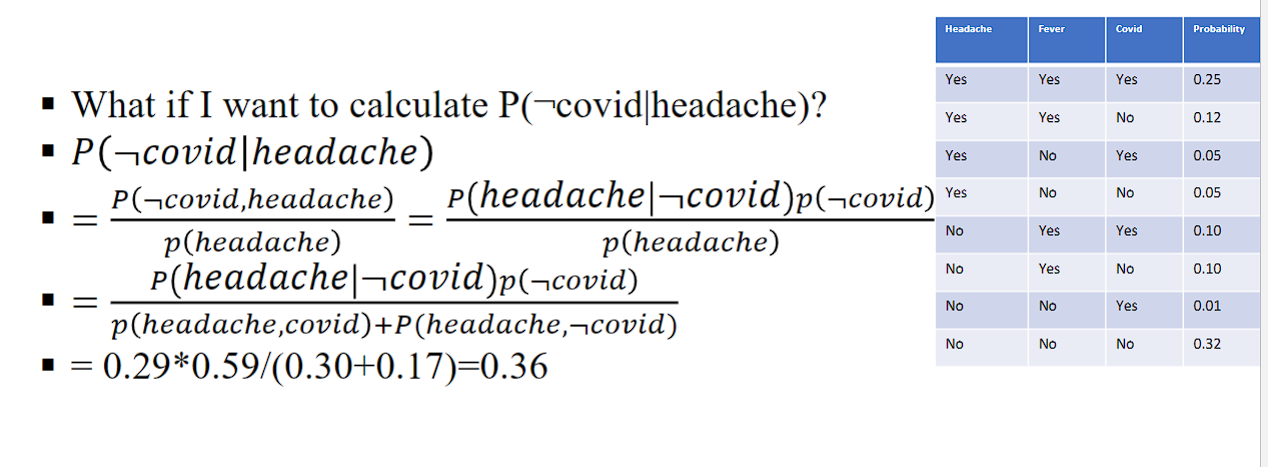 ▪ What if I want to calculate P(¬covid|headache)?
▪ P(¬covid|headache)
▪ = P(¬covid,headache) / p(headache) = P(headache|¬covid)p(¬covid) / p(headache)
▪ = P(headache|¬covid)p(¬covid) / p(headache,covid)+P(headache,¬covid)
▪ = 0.29*0.59/(0.30+0.17)=0.36
Headache Fever Covid Probability
Yes Yes Yes 0.25
Yes Yes No 0.12
Yes No Yes 0.05
Yes No No 0.05
No Yes Yes 0.10
No Yes No 0.10
No No Yes 0.01
No No No 0.32